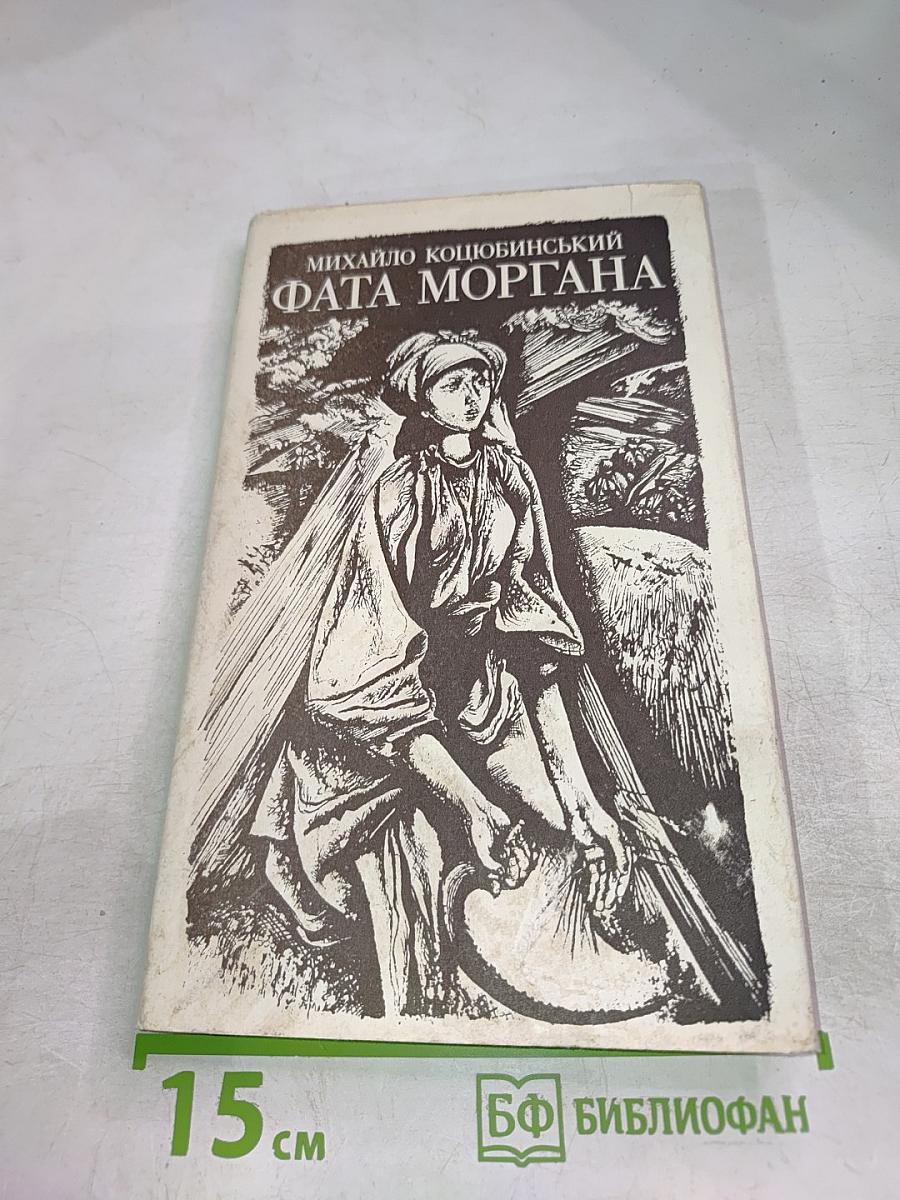 МИХАЙЛО КОЦЮБИНСЬКИЙ
ФАТА МОРГАНА
15 см
БФ БИБЛИОФАН